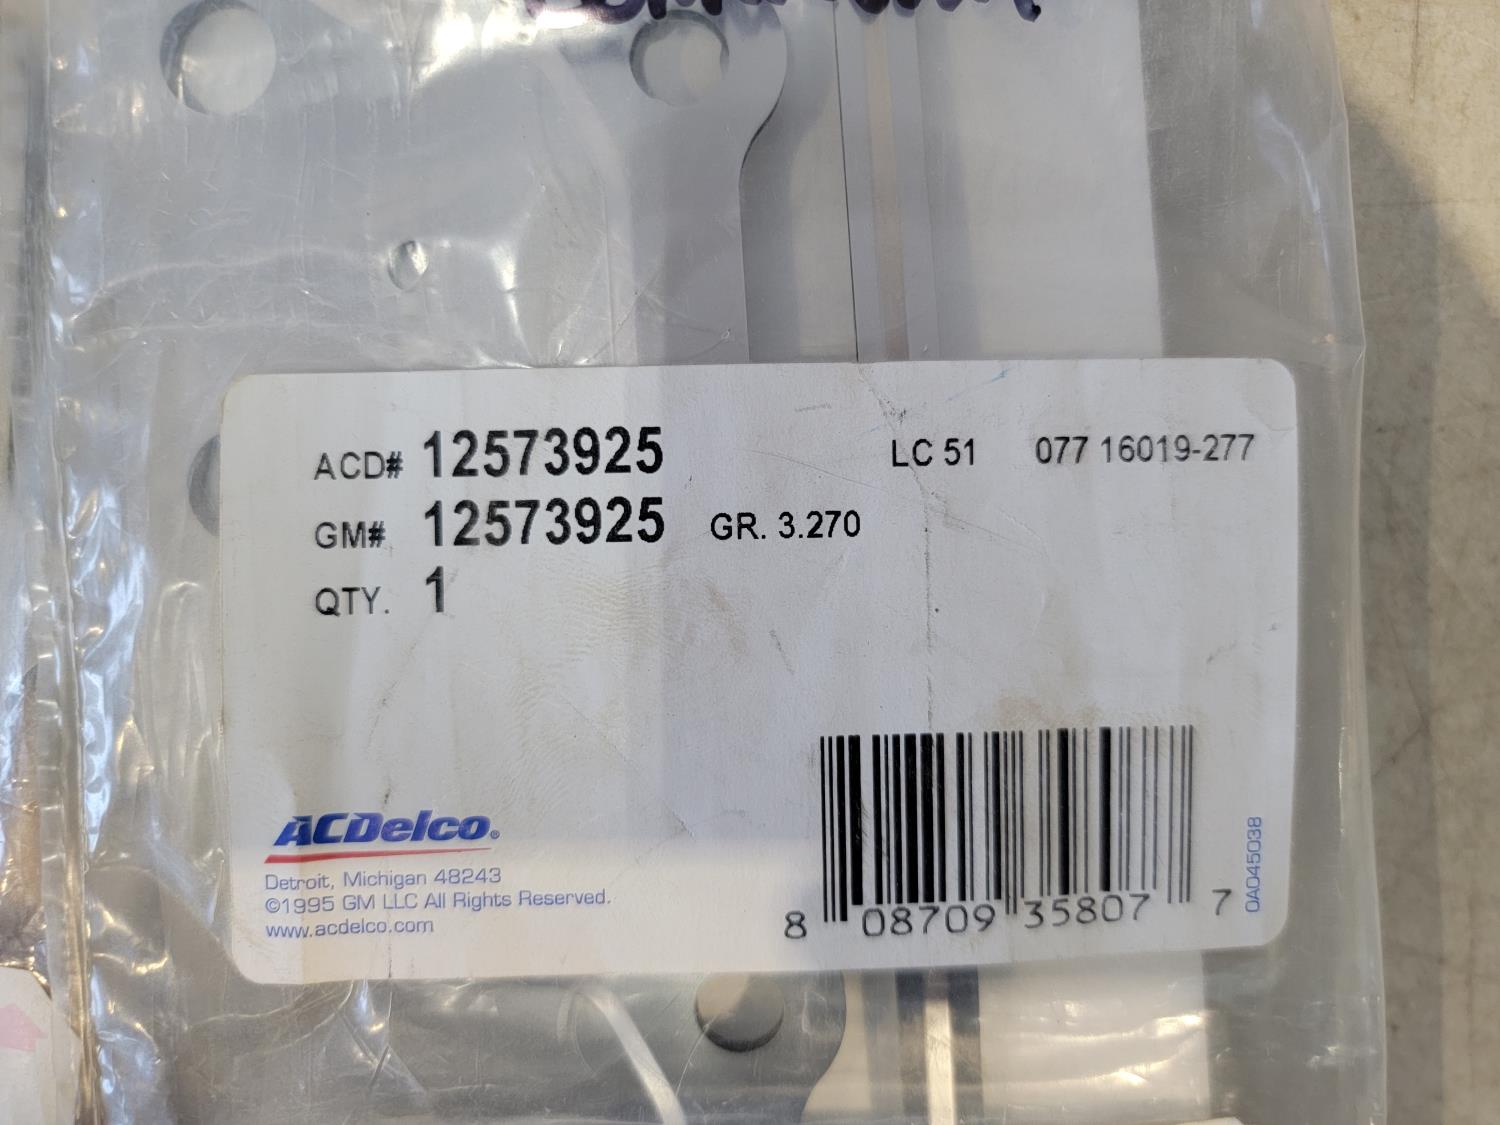 ACD# 12573925 LC 51 077 16019-277
GM# 12573925 GR. 3.270
QTY. 1
ACDelco®
Detroit, Michigan 48243
©1995 GM LLC All Rights Reserved.
www.acdelco.com
8 08709 35807 7
0A045038